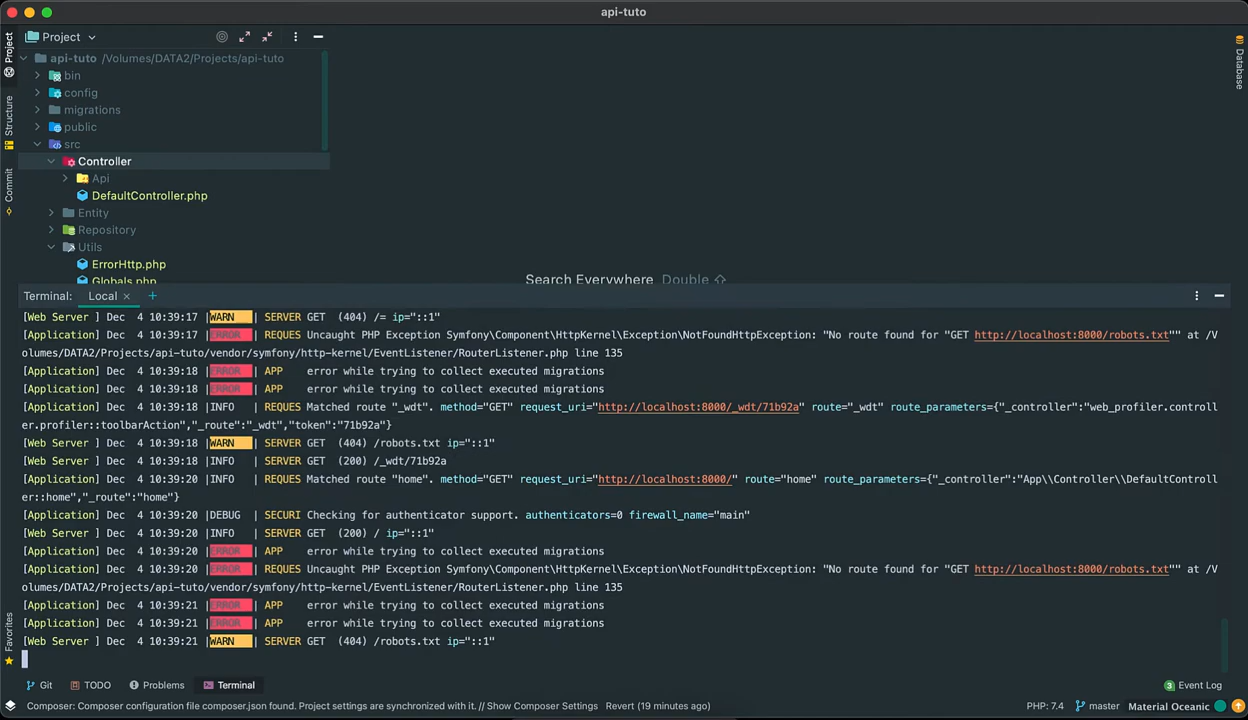 api-tuto
Project
Project
api-tuto /Volumes/DATA2/Projects/api-tuto
bin
config
migrations
public
src
Controller
Api
DefaultController.php
Entity
Repository
Utils
ErrorHttp.php
Globals.php
Structure
Commit
Favorites
Database
Search Everywhere Double ⇧
Terminal: Local × +
[Web Server ] Dec 4 10:39:17 |WARN | SERVER GET (404) /= ip="::1"
[Application] Dec 4 10:39:17 |ERROR | REQUES Uncaught PHP Exception Symfony\Component\HttpKernel\Exception\NotFoundHttpException: "No route found for "GET http://localhost:8000/robots.txt"" at /V
olumes/DATA2/Projects/api-tuto/vendor/symfony/http-kernel/EventListener/RouterListener.php line 135
[Application] Dec 4 10:39:18 |ERROR | APP error while trying to collect executed migrations
[Application] Dec 4 10:39:18 |ERROR | APP error while trying to collect executed migrations
[Application] Dec 4 10:39:18 |INFO | REQUES Matched route "_wdt". method="GET" request_uri="http://localhost:8000/_wdt/71b92a" route="_wdt" route_parameters={"_controller":"web_profiler.controll
er.profiler::toolbarAction","_route":"_wdt","token":"71b92a"}
[Web Server ] Dec 4 10:39:18 |WARN | SERVER GET (404) /robots.txt ip="::1"
[Web Server ] Dec 4 10:39:18 |INFO | SERVER GET (200) /_wdt/71b92a
[Application] Dec 4 10:39:20 |INFO | REQUES Matched route "home". method="GET" request_uri="http://localhost:8000/" route="home" route_parameters={"_controller":"App\\Controller\\DefaultControll
er::home","_route":"home"}
[Application] Dec 4 10:39:20 |DEBUG | SECURI Checking for authenticator support. authenticators=0 firewall_name="main"
[Web Server ] Dec 4 10:39:20 |INFO | SERVER GET (200) / ip="::1"
[Application] Dec 4 10:39:20 |ERROR | APP error while trying to collect executed migrations
[Application] Dec 4 10:39:20 |ERROR | REQUES Uncaught PHP Exception Symfony\Component\HttpKernel\Exception\NotFoundHttpException: "No route found for "GET http://localhost:8000/robots.txt"" at /V
olumes/DATA2/Projects/api-tuto/vendor/symfony/http-kernel/EventListener/RouterListener.php line 135
[Application] Dec 4 10:39:21 |ERROR | APP error while trying to collect executed migrations
[Application] Dec 4 10:39:21 |ERROR | APP error while trying to collect executed migrations
[Web Server ] Dec 4 10:39:21 |WARN | SERVER GET (404) /robots.txt ip="::1"
Git TODO Problems Terminal 3 Event Log
Composer: Composer configuration file composer.json found. Project settings are synchronized with it. // Show Composer Settings Revert (19 minutes ago) PHP: 7.4 master Material Oceanic